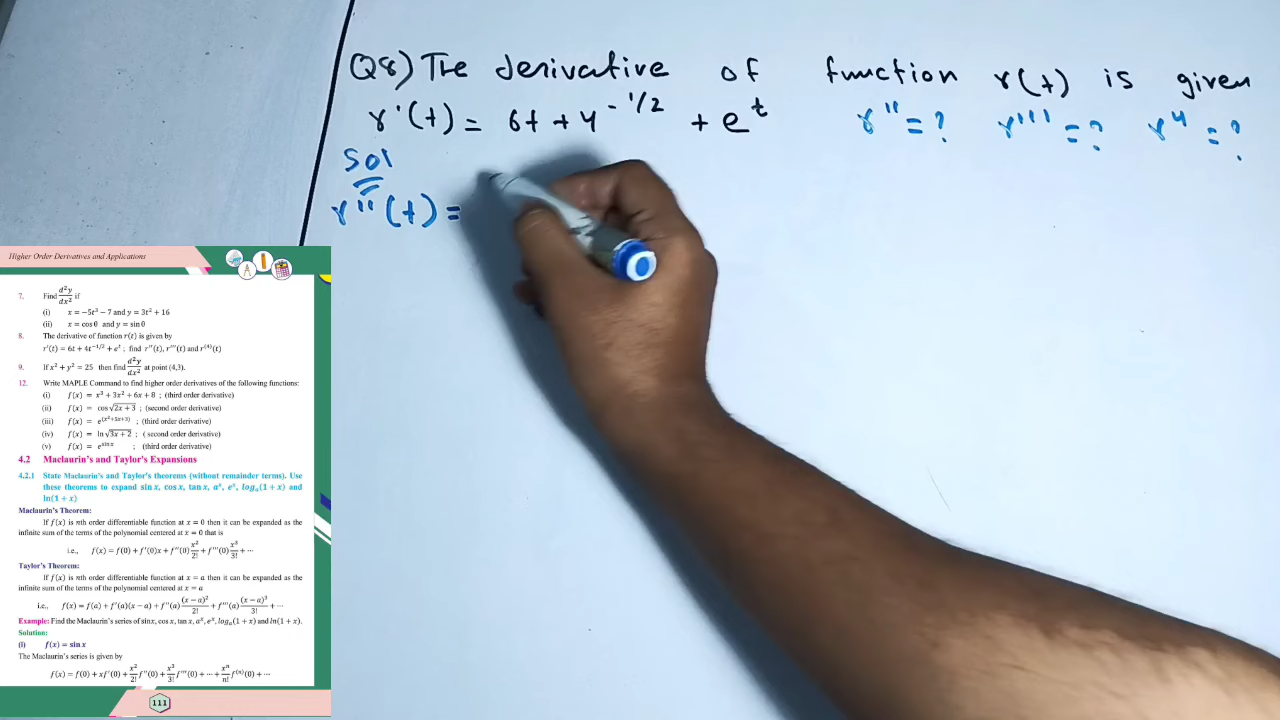 Q8) The derivative of function r(t) is given
r'(t) = 6t + 4^-1/2 + e^t r'' = ? r''' = ? r^4 = ?
Sol
r''(t) =
Higher Order Derivatives and Applications
7. Find d²y/dx² if
(i) x = −5t³ − 7 and y = 3t² + 16
(ii) x = cos θ and y = sin θ
8. The derivative of function r(t) is given by
r'(t) = 6t + 4t^−1/2 + e^t ; find r''(t), r'''(t) and r^(4)(t)
9. If x² + y² = 25 then find d²y/dx² at point (4,3).
12. Write MAPLE Command to find higher order derivatives of the following functions:
(i) f(x) = x³ + 3x² + 6x + 8 ; (third order derivative)
(ii) f(x) = cos √(2x + 3) ; (second order derivative)
(iii) f(x) = e^(x²+5x+3) ; (third order derivative)
(iv) f(x) = ln √(3x + 2) ; ( second order derivative)
(v) f(x) = e^sin x ; (third order derivative)
4.2 Maclaurin's and Taylor's Expansions
4.2.1 State Maclaurin's and Taylor's theorems (without remainder terms). Use
these theorems to expand sin x, cos x, tan x, a^x, e^x, log_a(1 + x) and
ln(1 + x)
Maclaurin's Theorem:
If f(x) is nth order differentiable function at x = 0 then it can be expanded as the
infinite sum of the terms of the polynomial centered at x = 0 that is
i.e., f(x) = f(0) + f'(0)x + f''(0) x²/2! + f'''(0) x³/3! + ⋯
Taylor's Theorem:
If f(x) is nth order differentiable function at x = a then it can be expanded as the
infinite sum of the terms of the polynomial centered at x = a
i.e., f(x) = f(a) + f'(a)(x − a) + f''(a) (x − a)²/2! + f'''(a) (x − a)³/3! + ⋯
Example: Find the Maclaurin's series of sin x, cos x, tan x, a^x, e^x, log_a(1 + x) and ln(1 + x).
Solution:
(i) f(x) = sin x
The Maclaurin's series is given by
f(x) = f(0) + xf'(0) + x²/2! f''(0) + x³/3! f'''(0) + ⋯ + x^n/n! f^(n)(0) + ⋯
111